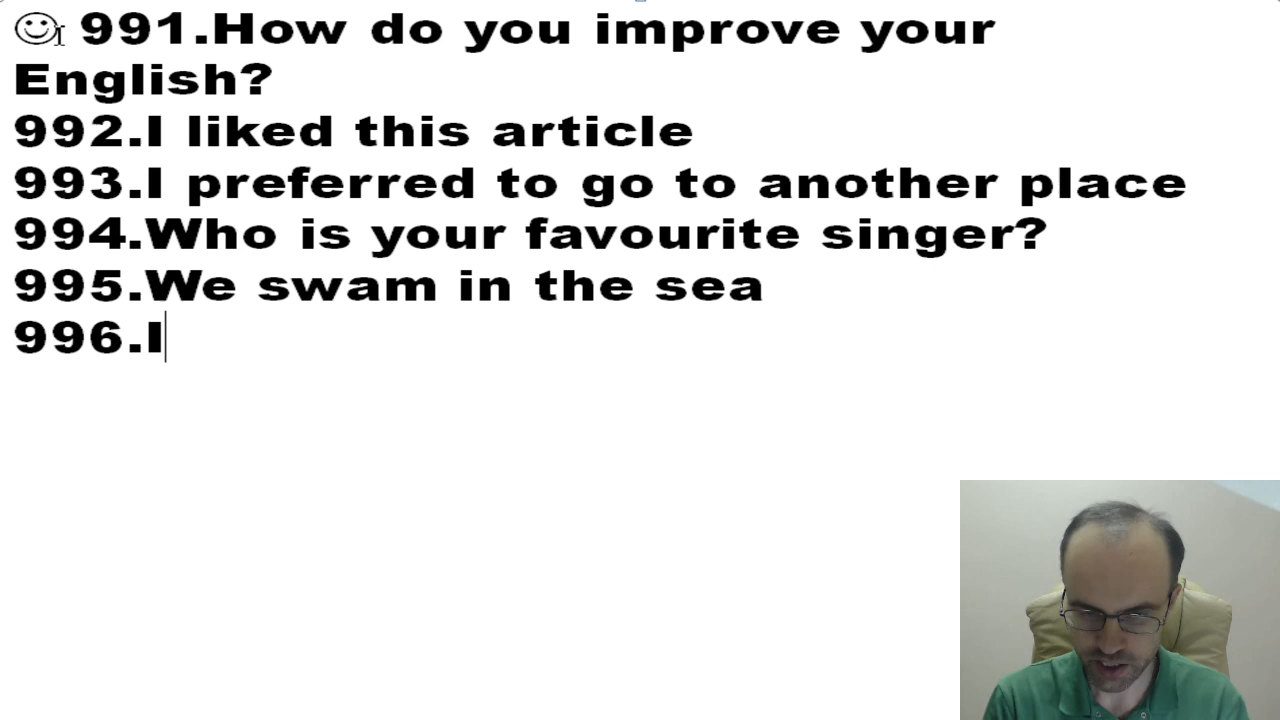 ☺ 991.How do you improve your
English?
992.I liked this article
993.I preferred to go to another place
994.Who is your favourite singer?
995.We swam in the sea
996.I